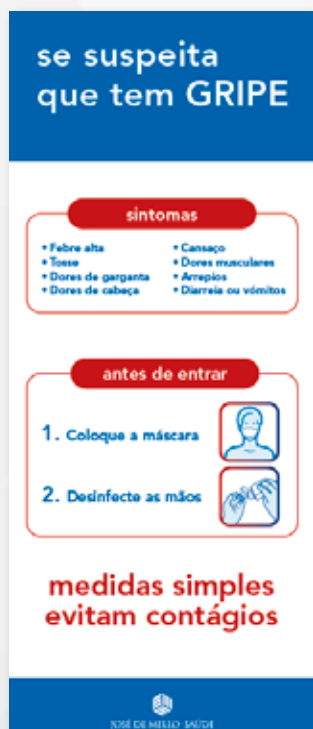 se suspeita
que tem GRIPE
sintomas
• Febre alta
• Tosse
• Dores de garganta
• Dores de cabeça
• Cansaço
• Dores musculares
• Arrepios
• Diarreia ou vómitos
antes de entrar
1. Coloque a máscara
2. Desinfecte as mãos
medidas simples
evitam contágios
JOSÉ DE MELLO SAÚDE